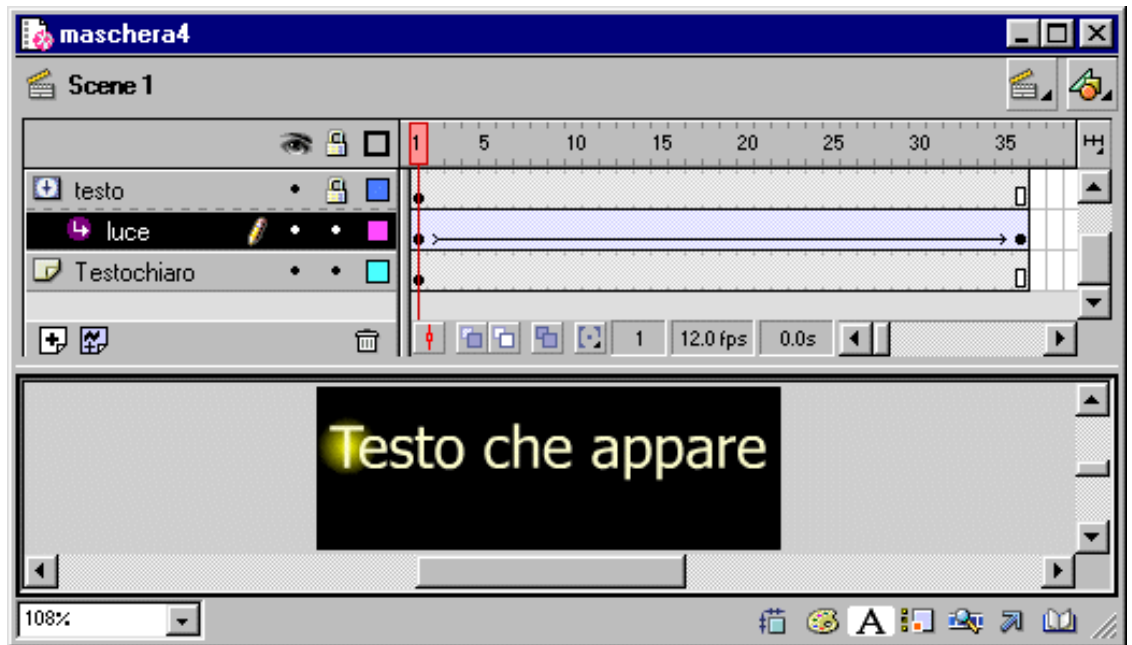 maschera4
Scene 1
1 5 10 15 20 25 30 35
testo
luce
Testochiaro
1 12.0 fps 0.0s
Testo che appare
108%
A